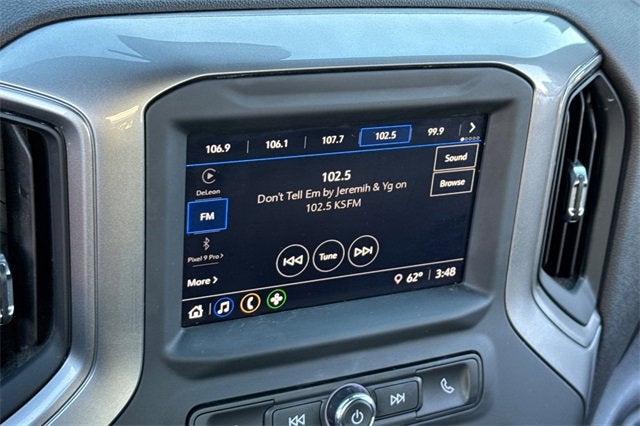 106.9 106.1 107.7 102.5 99.9
DeLeon
FM
Pixel 9 Pro
More
102.5
Don't Tell Em by Jeremih & Yg on
102.5 KSFM
Tune
Sound
Browse
62° 3:48